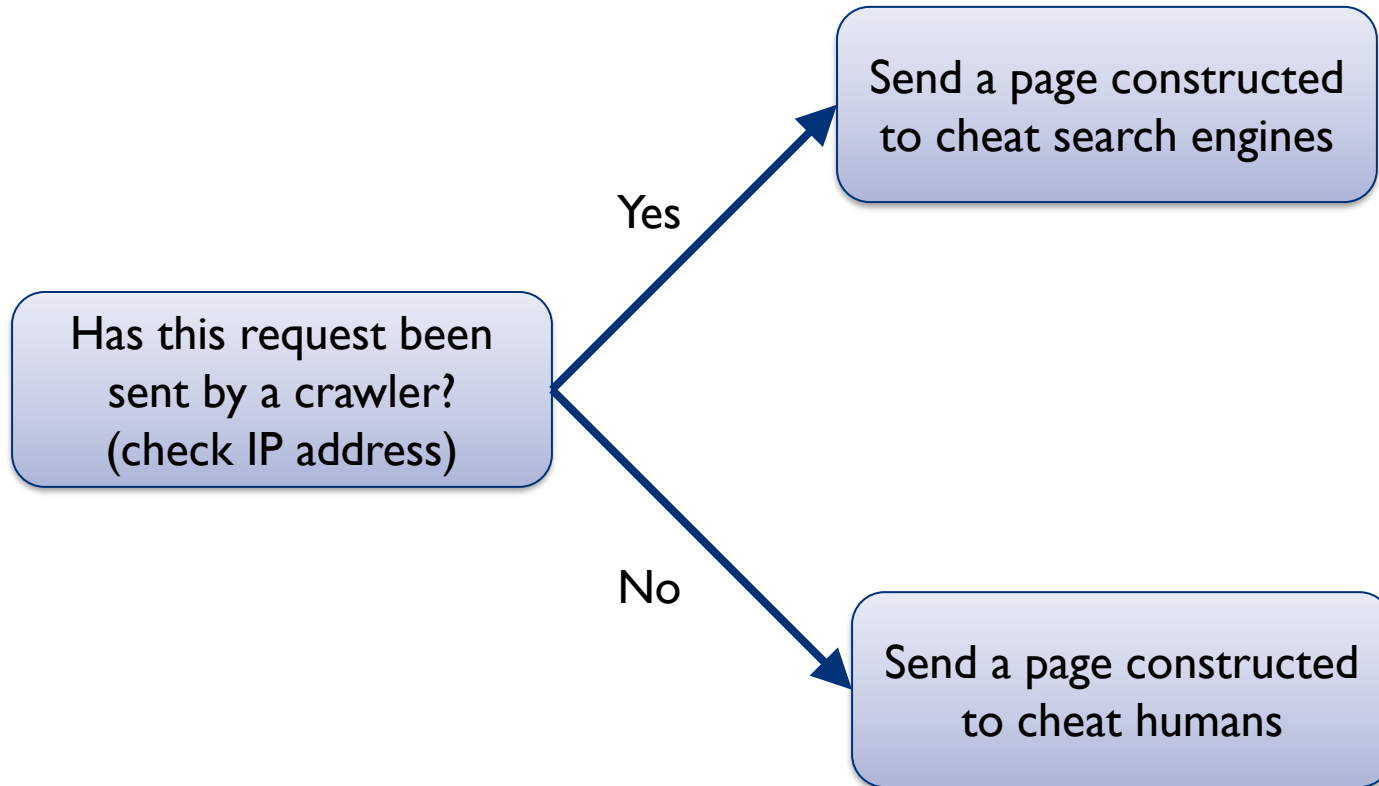 Send a page constructed
to cheat search engines
Yes
Has this request been
sent by a crawler?
(check IP address)
No
Send a page constructed
to cheat humans